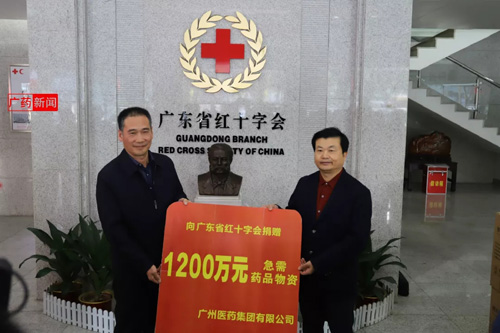 广东省红十字会
GUANGDONG BRANCH
RED CROSS SOCIETY OF CHINA
广药新闻
向广东省红十字会捐赠
1200万元
急需
药品物资
广州医药集团有限公司